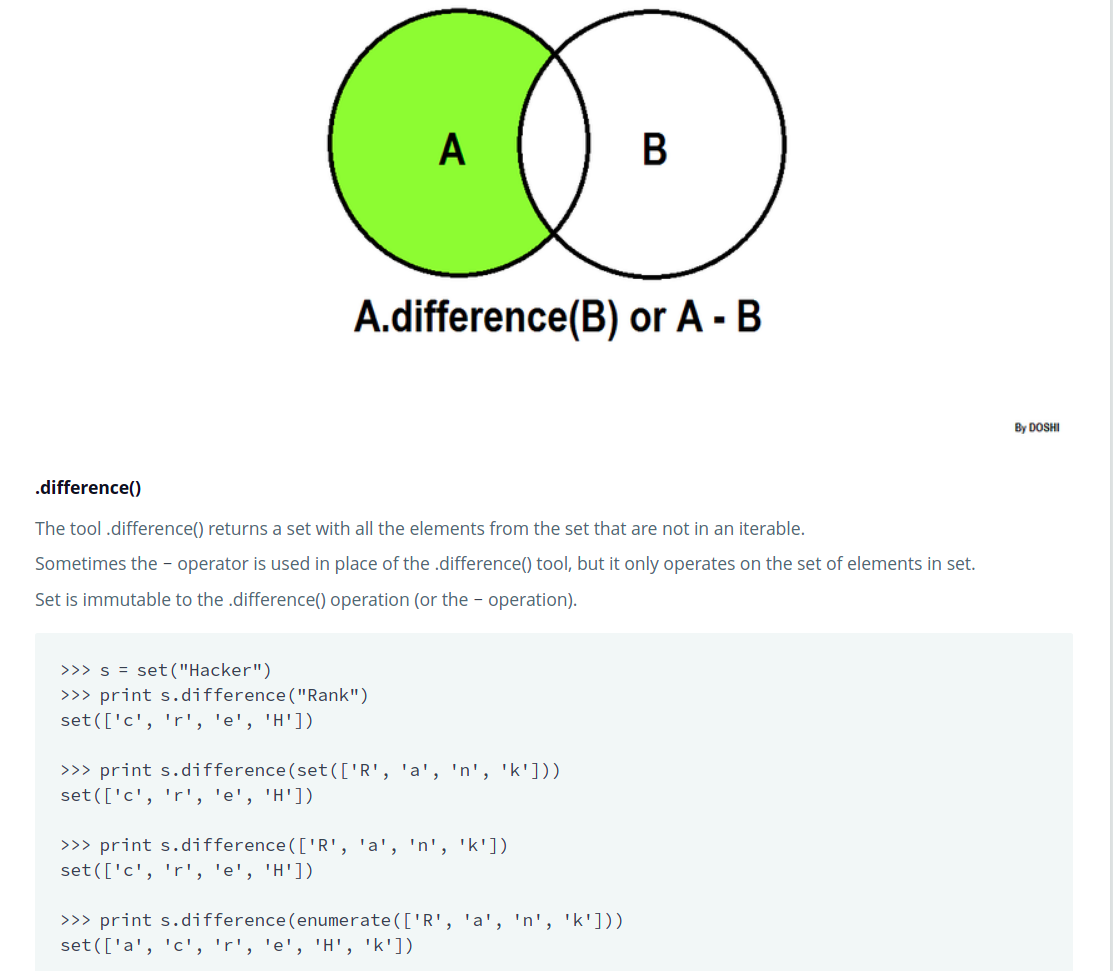 A
B
A.difference(B) or A - B
By DOSHI
.difference()
The tool .difference() returns a set with all the elements from the set that are not in an iterable.
Sometimes the − operator is used in place of the .difference() tool, but it only operates on the set of elements in set.
Set is immutable to the .difference() operation (or the − operation).
>>> s = set("Hacker")
>>> print s.difference("Rank")
set(['c', 'r', 'e', 'H'])
>>> print s.difference(set(['R', 'a', 'n', 'k']))
set(['c', 'r', 'e', 'H'])
>>> print s.difference(['R', 'a', 'n', 'k'])
set(['c', 'r', 'e', 'H'])
>>> print s.difference(enumerate(['R', 'a', 'n', 'k']))
set(['a', 'c', 'r', 'e', 'H', 'k'])